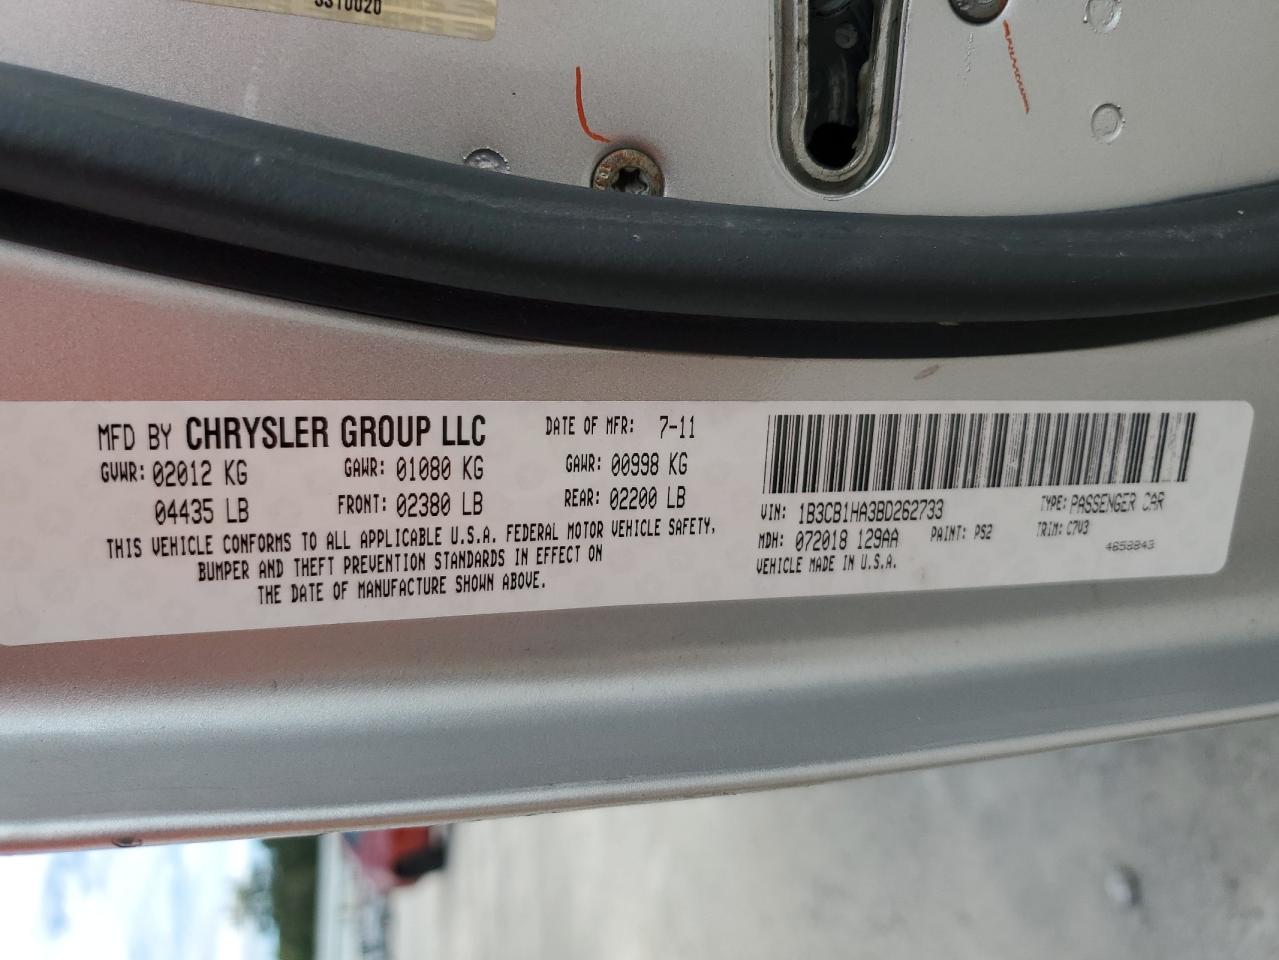 3310020
MFD BY CHRYSLER GROUP LLC DATE OF MFR: 7-11
GVWR: 02012 KG GAWR: 01080 KG GAWR: 00998 KG
04435 LB FRONT: 02380 LB REAR: 02200 LB
THIS VEHICLE CONFORMS TO ALL APPLICABLE U.S.A. FEDERAL MOTOR VEHICLE SAFETY,
BUMPER AND THEFT PREVENTION STANDARDS IN EFFECT ON
THE DATE OF MANUFACTURE SHOWN ABOVE.
VIN: 1B3CB1HA3BD262733 TYPE: PASSENGER CAR
MDH: 072018 129AA PAINT: PS2 TRIM: C7V3
VEHICLE MADE IN U.S.A. 4658843